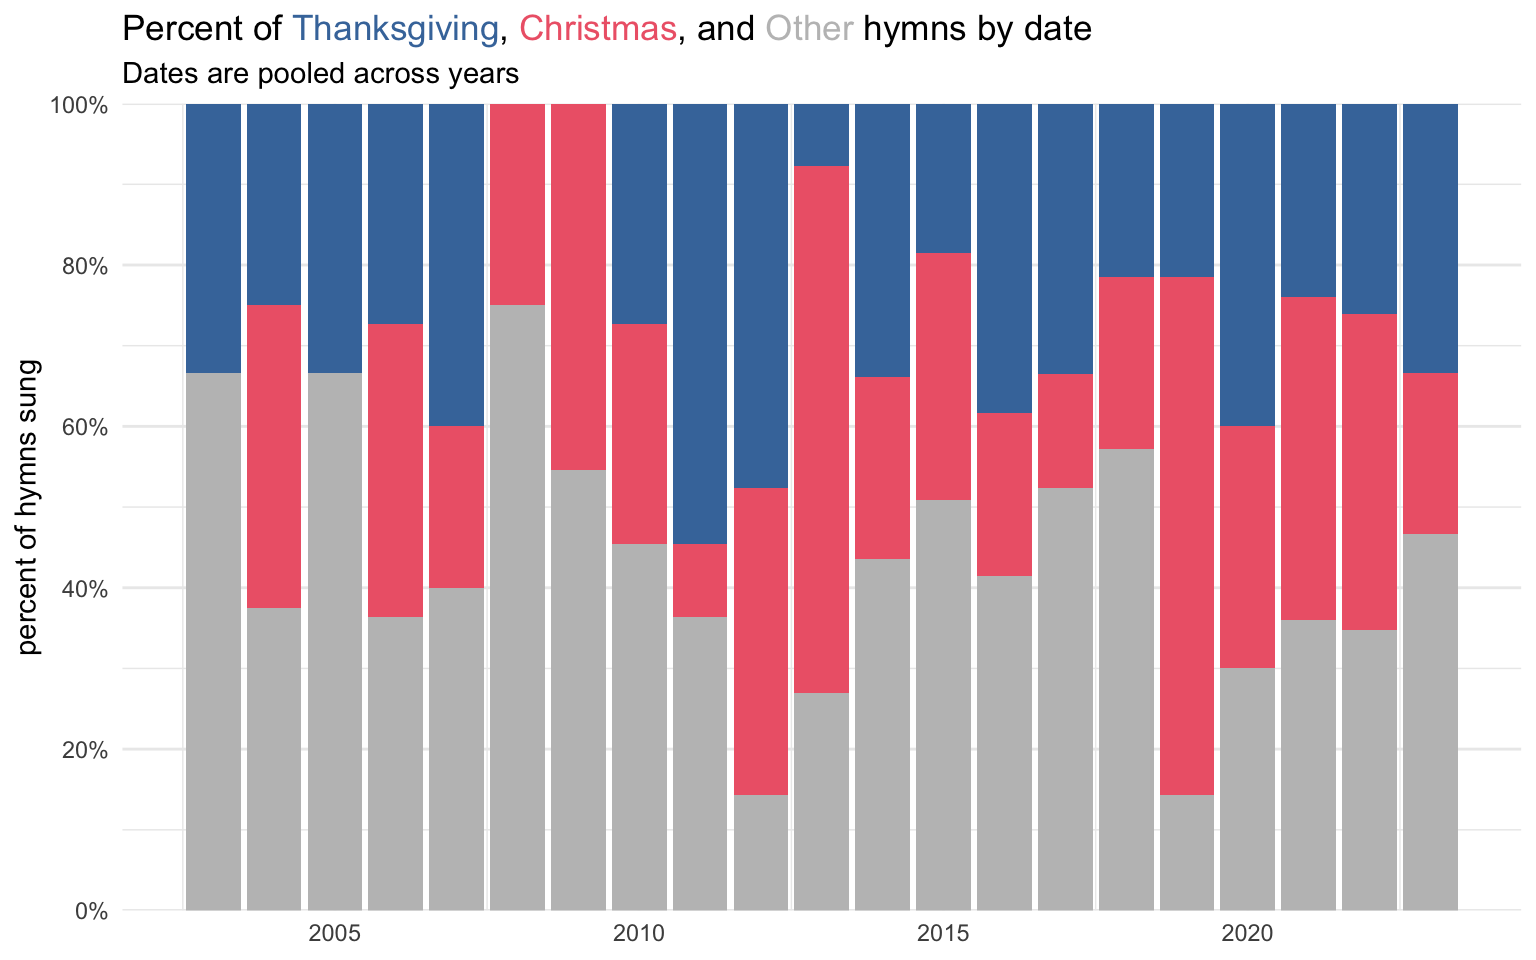 Percent of Thanksgiving, Christmas, and Other hymns by date
Dates are pooled across years
100%
80%
60%
40%
20%
0%
percent of hymns sung
2005 2010 2015 2020